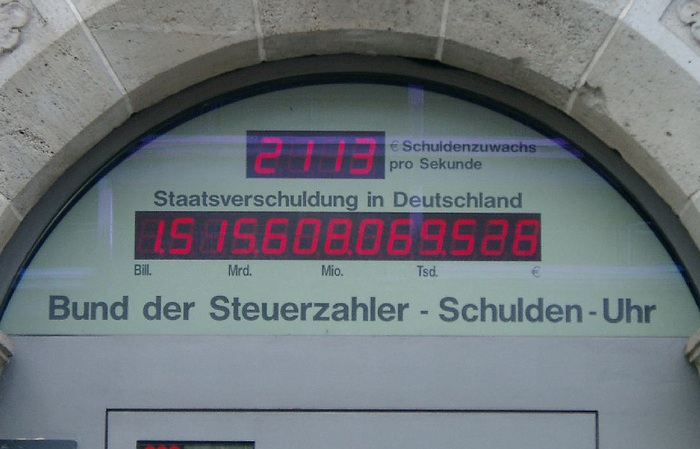 2113 € Schuldenzuwachs
pro Sekunde
Staatsverschuldung in Deutschland
1.515.608.069.528
Bill. Mrd. Mio. Tsd. €
Bund der Steuerzahler - Schulden - Uhr